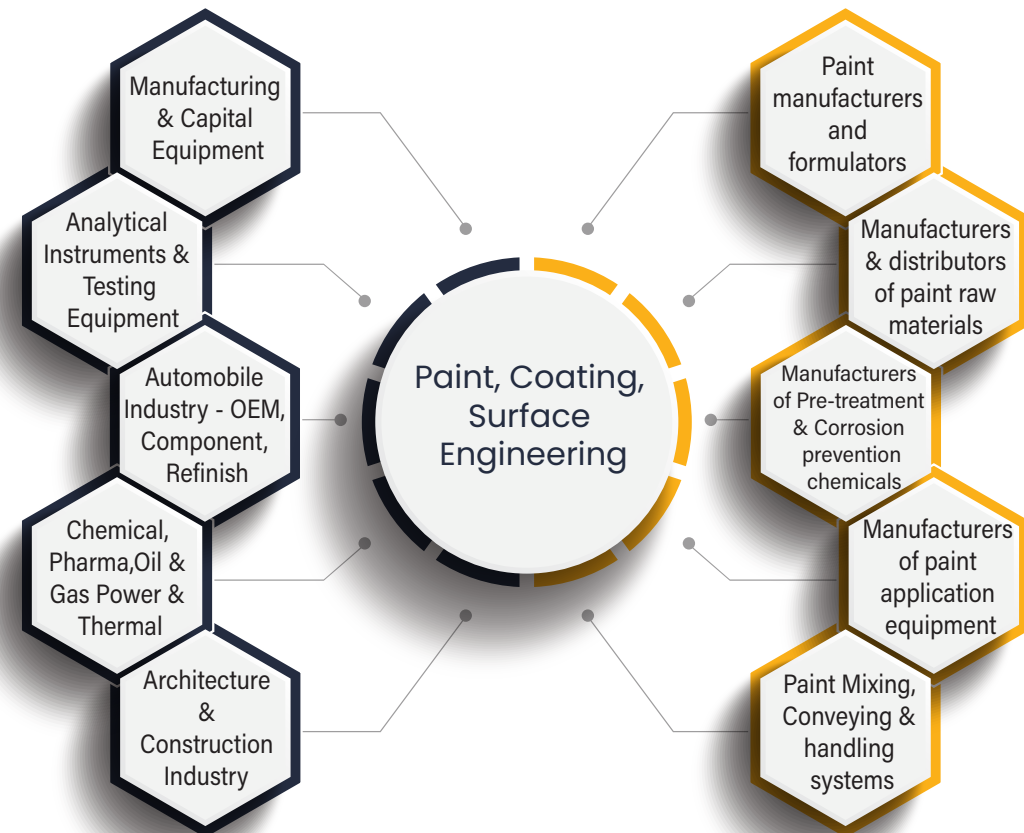 Manufacturing
& Capital
Equipment
Analytical
Instruments &
Testing
Equipment
Automobile
Industry - OEM,
Component,
Refinish
Chemical,
Pharma,Oil &
Gas Power &
Thermal
Architecture
&
Construction
Industry
Paint, Coating,
Surface
Engineering
Paint
manufacturers
and
formulators
Manufacturers
& distributors
of paint raw
materials
Manufacturers
of Pre-treatment
& Corrosion
prevention
chemicals
Manufacturers
of paint
application
equipment
Paint Mixing,
Conveying &
handling
systems